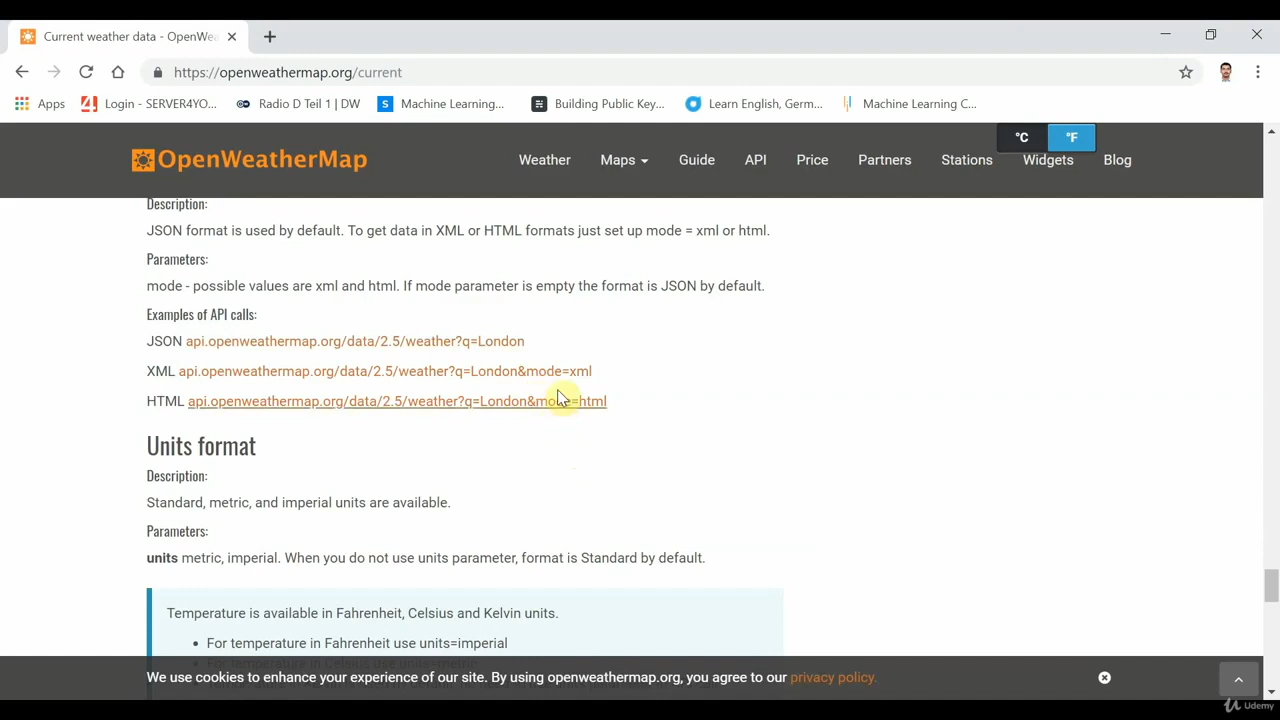 Current weather data - OpenWea
https://openweathermap.org/current
Apps
Login - SERVER4YO...
Radio D Teil 1 | DW
Machine Learning...
Building Public Key...
Learn English, Germ...
Machine Learning C...
°C
°F
OpenWeatherMap
Weather
Maps
Guide
API
Price
Partners
Stations
Widgets
Blog
Description:
JSON format is used by default. To get data in XML or HTML formats just set up mode = xml or html.
Parameters:
mode - possible values are xml and html. If mode parameter is empty the format is JSON by default.
Examples of API calls:
JSON api.openweathermap.org/data/2.5/weather?q=London
XML api.openweathermap.org/data/2.5/weather?q=London&mode=xml
HTML api.openweathermap.org/data/2.5/weather?q=London&mode=html
Units format
Description:
Standard, metric, and imperial units are available.
Parameters:
units metric, imperial. When you do not use units parameter, format is Standard by default.
Temperature is available in Fahrenheit, Celsius and Kelvin units.
• For temperature in Fahrenheit use units=imperial
• For temperature in Celsius use units=metric
We use cookies to enhance your experience of our site. By using openweathermap.org, you agree to our privacy policy.
Udemy